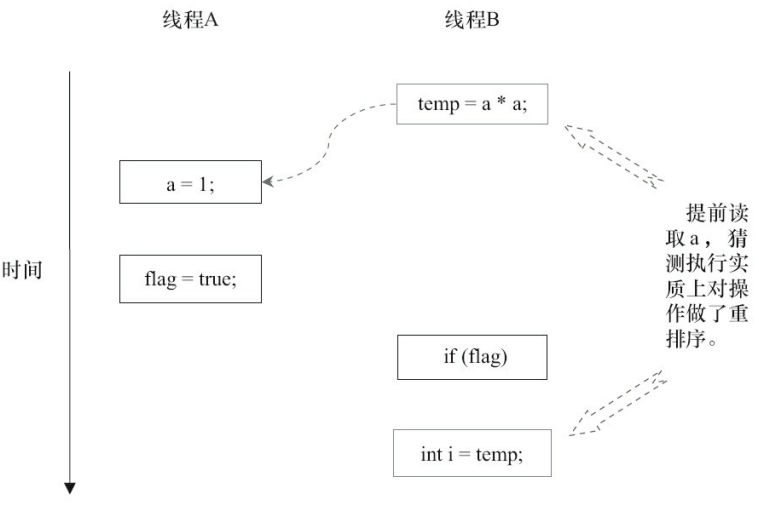 线程A
线程B
temp = a * a;
a = 1;
提前读
取a，猜
测执行实
质上对操
作做了重
排序。
时间
flag = true;
if (flag)
int i = temp;